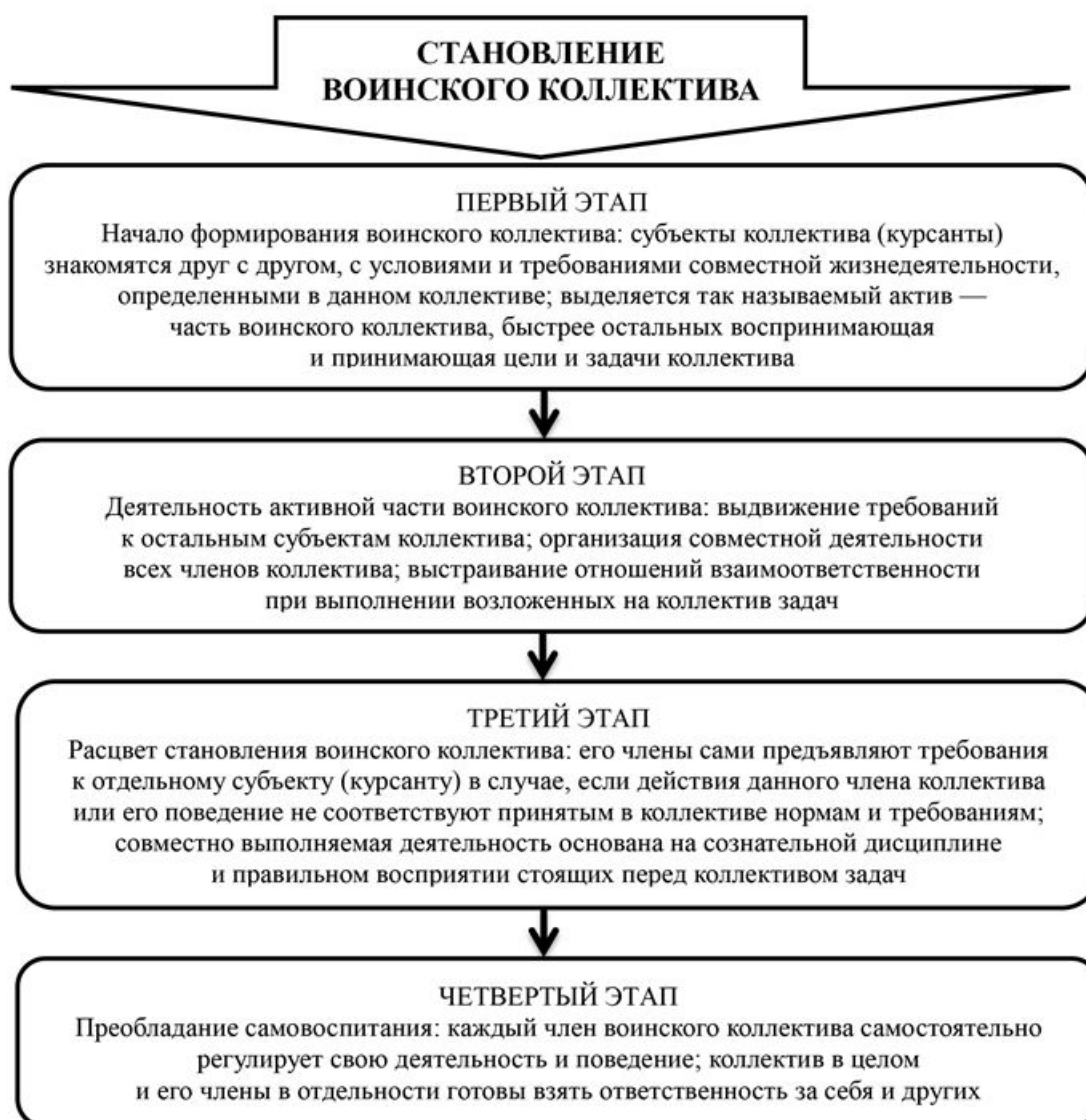 СТАНОВЛЕНИЕ
ВОИНСКОГО КОЛЛЕКТИВА
ПЕРВЫЙ ЭТАП
Начало формирования воинского коллектива: субъекты коллектива (курсанты)
знакомятся друг с другом, с условиями и требованиями совместной жизнедеятельности,
определенными в данном коллективе; выделяется так называемый актив —
часть воинского коллектива, быстрее остальных воспринимающая
и принимающая цели и задачи коллектива
ВТОРОЙ ЭТАП
Деятельность активной части воинского коллектива: выдвижение требований
к остальным субъектам коллектива; организация совместной деятельности
всех членов коллектива; выстраивание отношений взаимоответственности
при выполнении возложенных на коллектив задач
ТРЕТИЙ ЭТАП
Расцвет становления воинского коллектива: его члены сами предъявляют требования
к отдельному субъекту (курсанту) в случае, если действия данного члена коллектива
или его поведение не соответствуют принятым в коллективе нормам и требованиям;
совместно выполняемая деятельность основана на сознательной дисциплине
и правильном восприятии стоящих перед коллективом задач
ЧЕТВЕРТЫЙ ЭТАП
Преобладание самовоспитания: каждый член воинского коллектива самостоятельно
регулирует свою деятельность и поведение; коллектив в целом
и его члены в отдельности готовы взять ответственность за себя и других